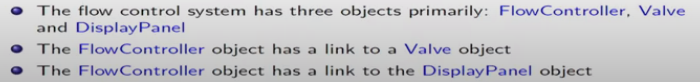 The flow control system has three objects primarily: FlowController, Valve
and DisplayPanel
The FlowController object has a link to a Valve object
The FlowController object has a link to the DisplayPanel object